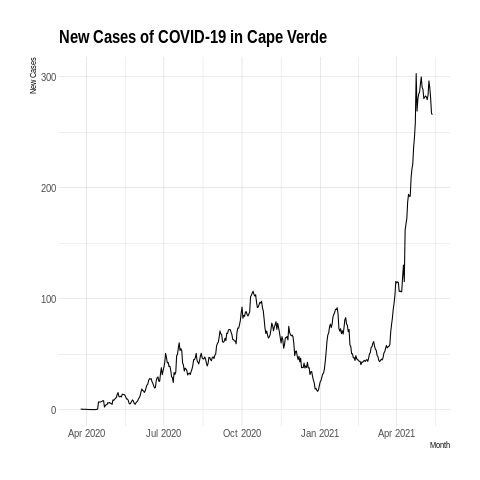 New Cases of COVID-19 in Cape Verde
New Cases
300
200
100
0
Apr 2020 Jul 2020 Oct 2020 Jan 2021 Apr 2021
Month